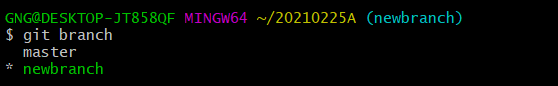 GNG@DESKTOP-JT858QF MINGW64 ~/20210225A (newbranch)
$ git branch
  master
* newbranch